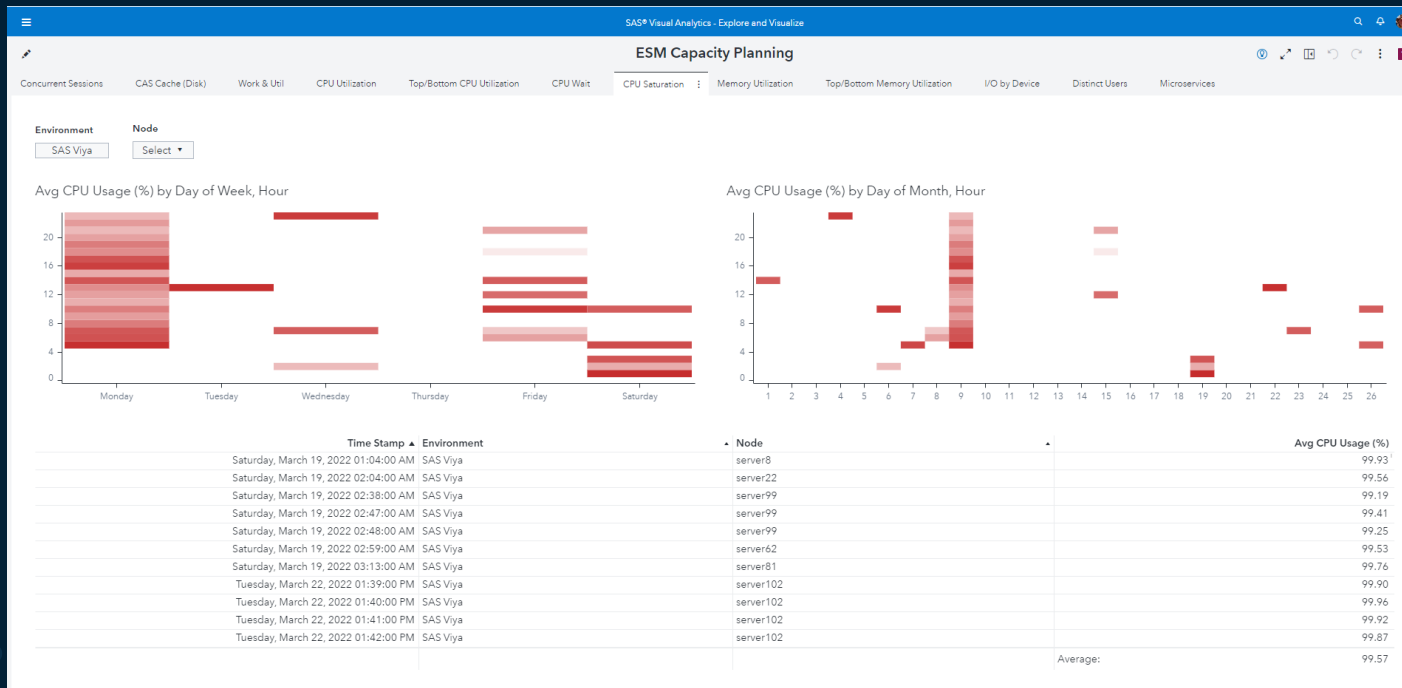 SAS® Visual Analytics - Explore and Visualize
ESM Capacity Planning
Concurrent Sessions CAS Cache (Disk) Work & Util CPU Utilization Top/Bottom CPU Utilization CPU Wait CPU Saturation Memory Utilization Top/Bottom Memory Utilization I/O by Device Distinct Users Microservices
Environment Node
SAS Viya Select
Avg CPU Usage (%) by Day of Week, Hour
20
16
12
8
4
0
Monday Tuesday Wednesday Thursday Friday Saturday
Avg CPU Usage (%) by Day of Month, Hour
20
16
12
8
4
0
1 2 3 4 5 6 7 8 9 10 11 12 13 14 15 16 17 18 19 20 21 22 23 24 25 26
Time Stamp Environment Node Avg CPU Usage (%)
Saturday, March 19, 2022 01:04:00 AM SAS Viya server8 99.93
Saturday, March 19, 2022 02:04:00 AM SAS Viya server22 99.56
Saturday, March 19, 2022 02:38:00 AM SAS Viya server99 99.19
Saturday, March 19, 2022 02:47:00 AM SAS Viya server99 99.41
Saturday, March 19, 2022 02:48:00 AM SAS Viya server99 99.25
Saturday, March 19, 2022 02:59:00 AM SAS Viya server62 99.53
Saturday, March 19, 2022 03:13:00 AM SAS Viya server81 99.76
Tuesday, March 22, 2022 01:39:00 PM SAS Viya server102 99.90
Tuesday, March 22, 2022 01:40:00 PM SAS Viya server102 99.96
Tuesday, March 22, 2022 01:41:00 PM SAS Viya server102 99.92
Tuesday, March 22, 2022 01:42:00 PM SAS Viya server102 99.87
Average: 99.57